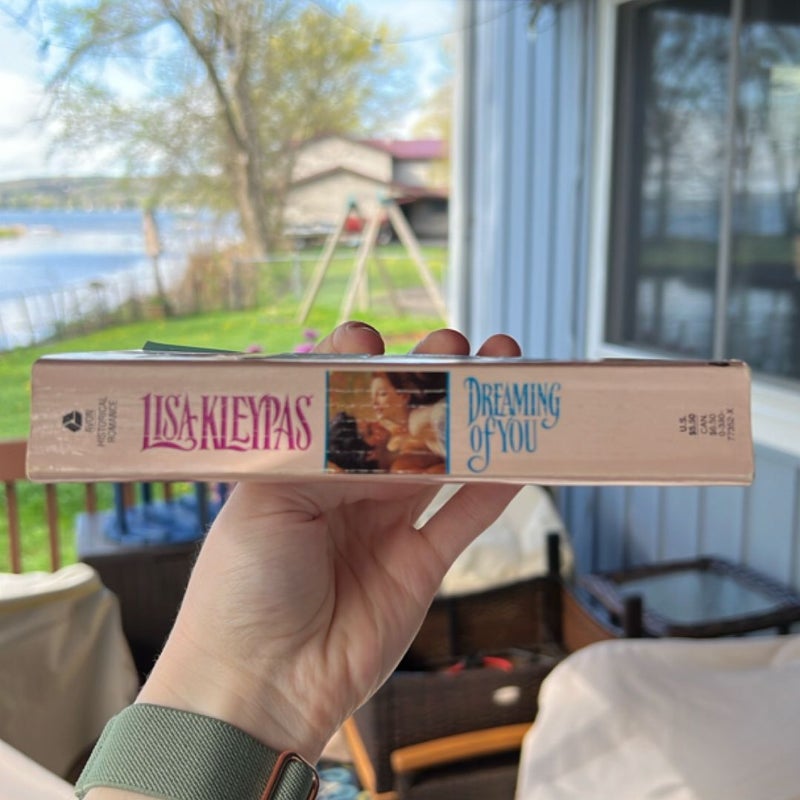 AVON
HISTORICAL
ROMANCE
LISA KLEYPAS
DREAMING
of YOU
U.S.
$5.50
CAN.
$6.50
0-380-
77352-X